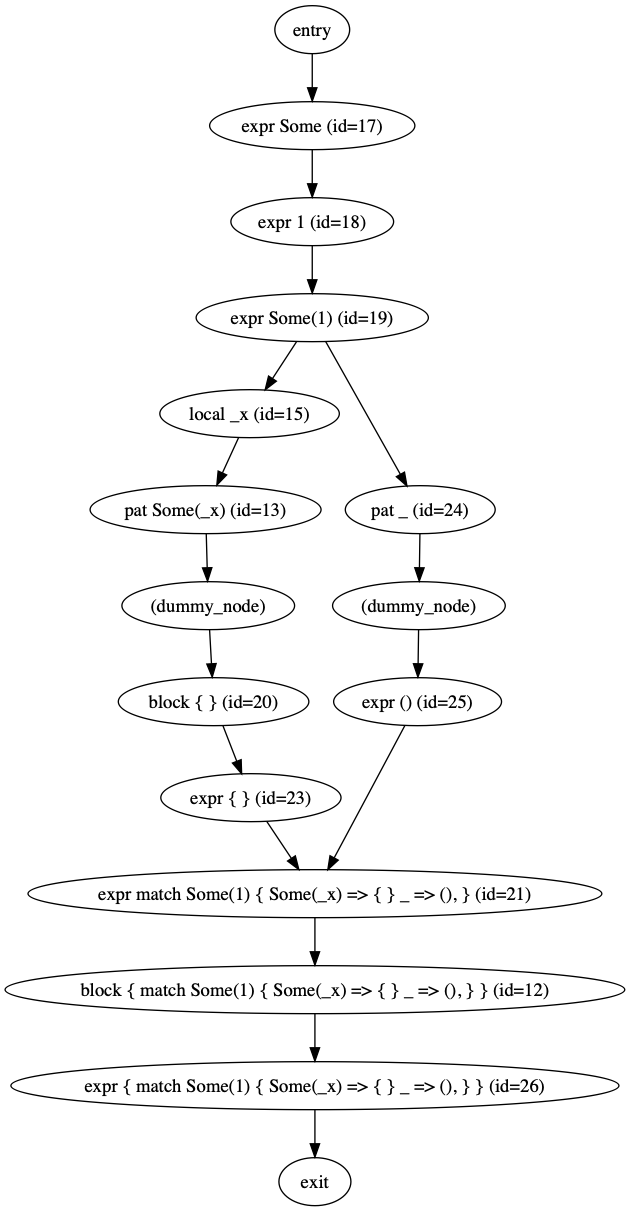 entry
expr Some (id=17)
expr 1 (id=18)
expr Some(1) (id=19)
local _x (id=15)
pat Some(_x) (id=13)
pat _ (id=24)
(dummy_node)
(dummy_node)
block { } (id=20)
expr () (id=25)
expr { } (id=23)
expr match Some(1) { Some(_x) => { } _ => (), } (id=21)
block { match Some(1) { Some(_x) => { } _ => (), } } (id=12)
expr { match Some(1) { Some(_x) => { } _ => (), } } (id=26)
exit